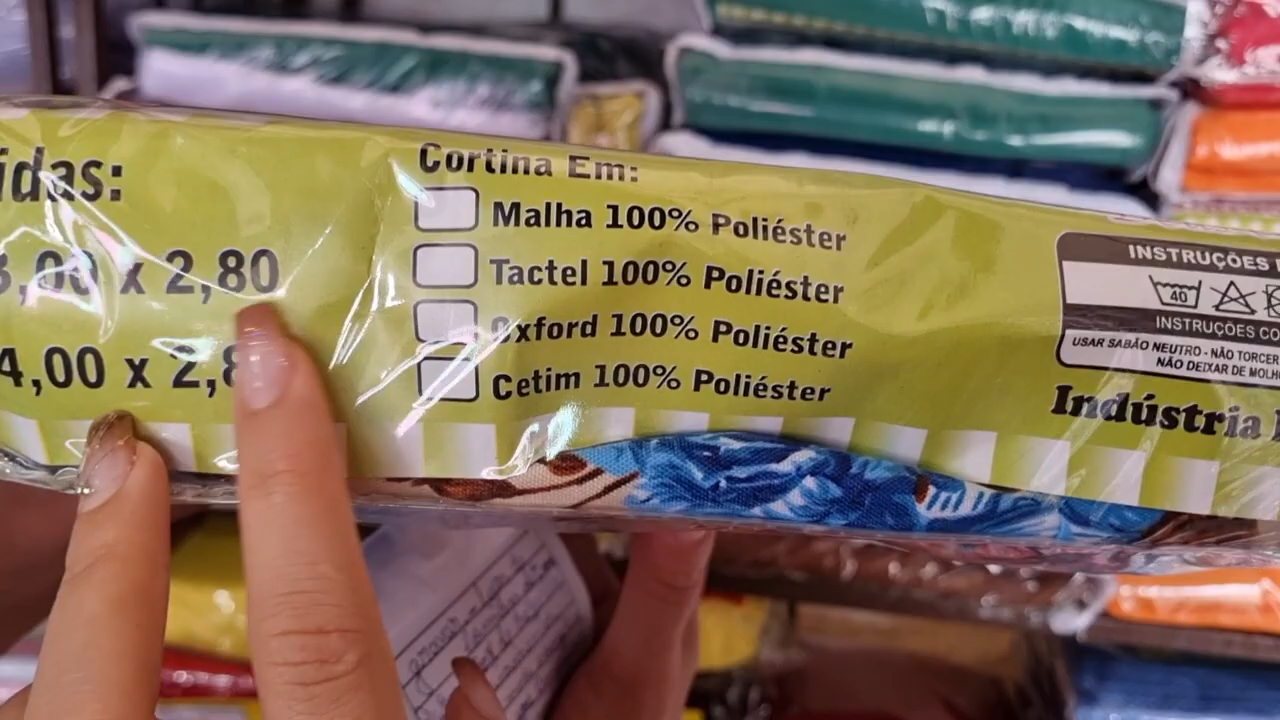 idas:
3,00 x 2,80
4,00 x 2,8
Cortina Em:
Malha 100% Poliéster
Tactel 100% Poliéster
Oxford 100% Poliéster
Cetim 100% Poliéster
INSTRUÇÕES
40
INSTRUÇÕES CO
USAR SABÃO NEUTRO - NÃO TORCER
NÃO DEIXAR DE MOLH
Indústria